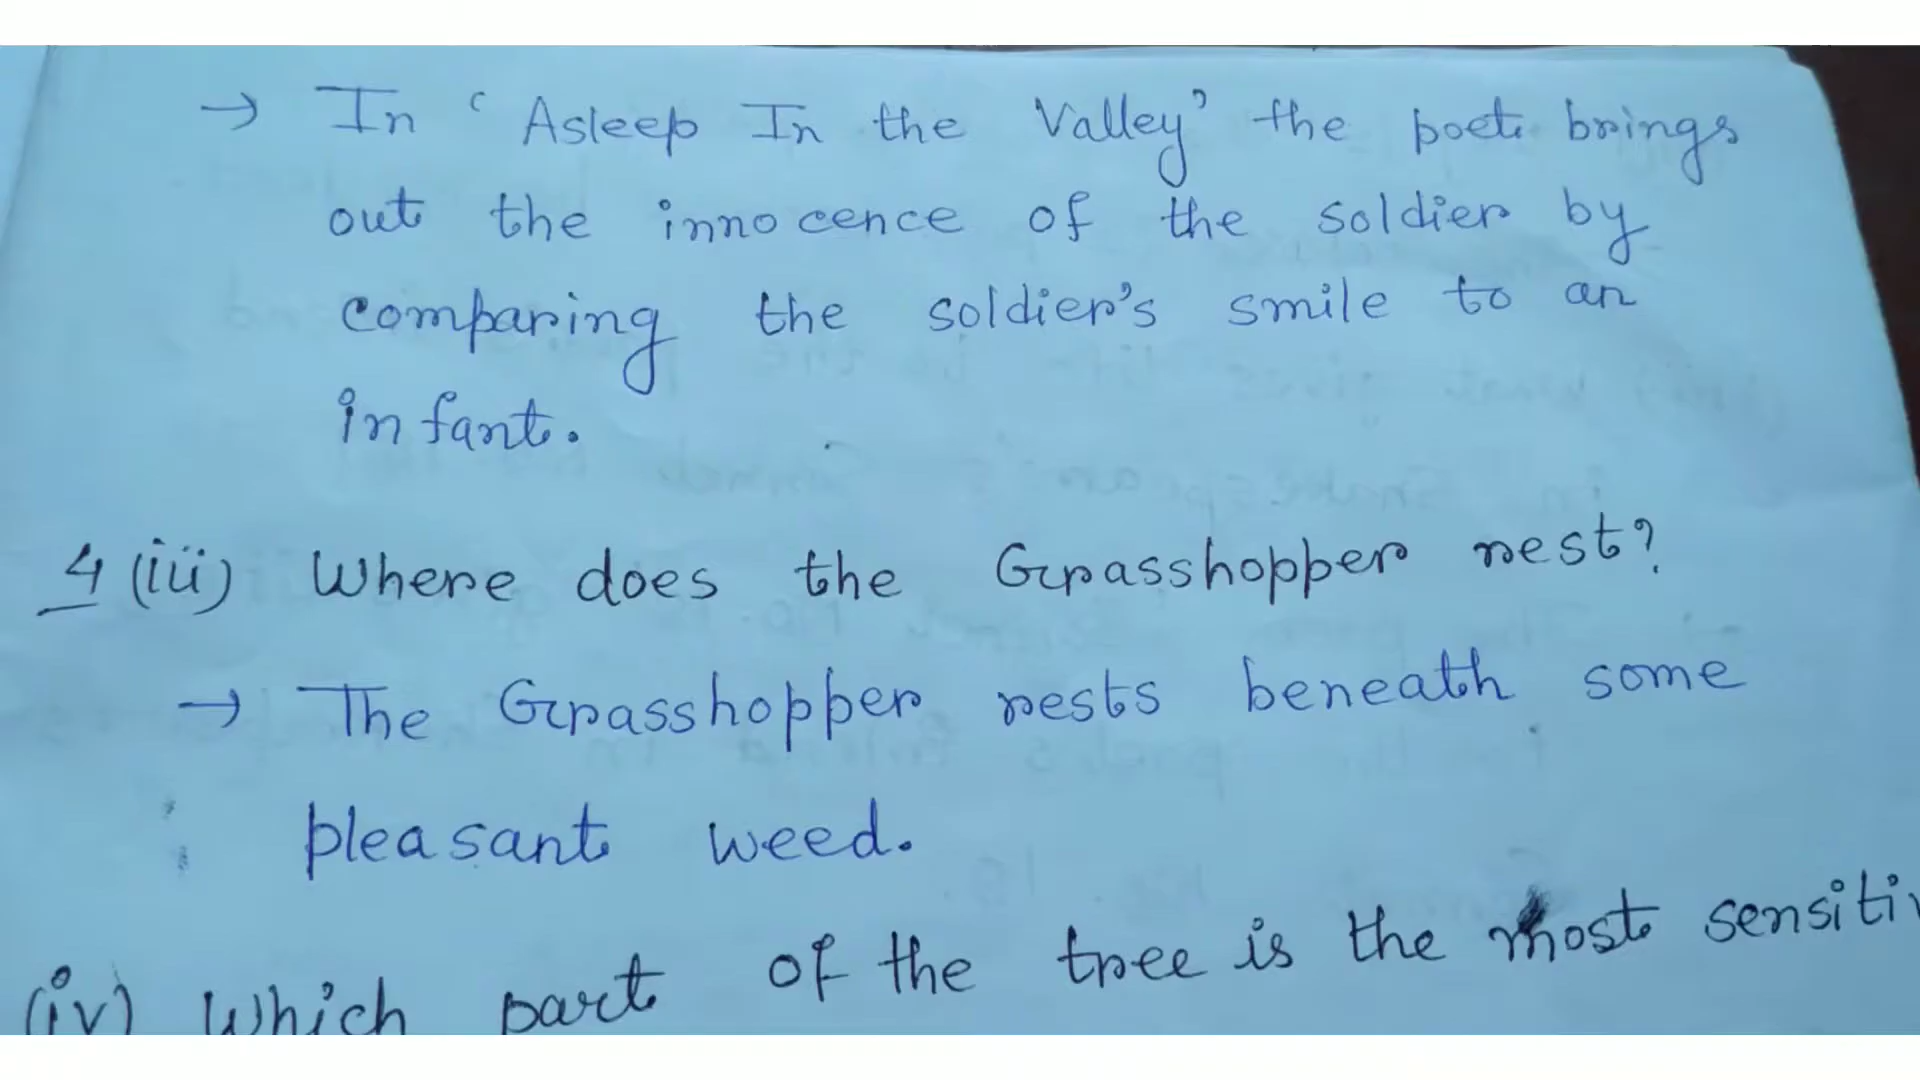 → In ‘Asleep In the Valley’ the poet brings
out the innocence of the soldier by
comparing the soldier's smile to an
infant.
4 (iii) Where does the Grasshopper rest?
→ The Grasshopper rests beneath some
pleasant weed.
(iv) Which part of the tree is the most sensiti